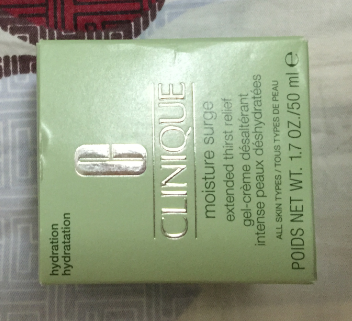 hydration
hydratation
CLINIQUE
moisture surge
extended thirst relief
gel-crème désaltérant
intense peaux déshydratées
ALL SKIN TYPES / TOUS TYPES DE PEAU
POIDS NET WT. 1.7 OZ./50 ml e